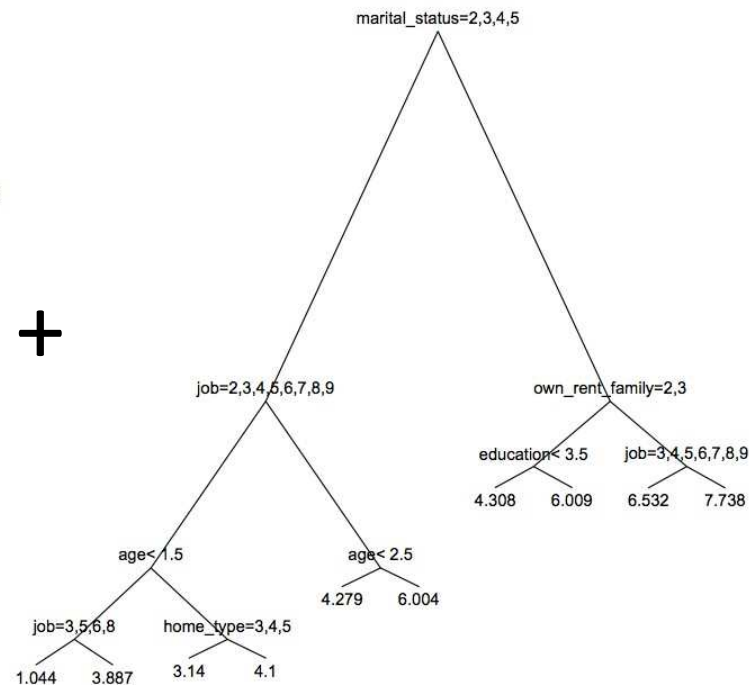 marital_status=2,3,4,5
+
job=2,3,4,5,6,7,8,9
own_rent_family=2,3
education< 3.5
job=3,4,5,6,7,8,9
4.308
6.009
6.532
7.738
age< 1.5
age< 2.5
4.279
6.004
job=3,5,6,8
home_type=3,4,5
1.044
3.887
3.14
4.1